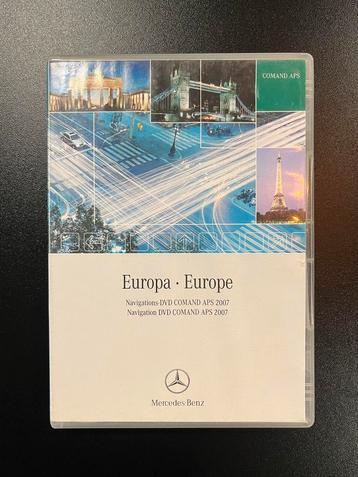 COMAND APS
Europa · Europe
Navigations-DVD COMAND APS 2007
Navigation DVD COMAND APS 2007
Mercedes-Benz